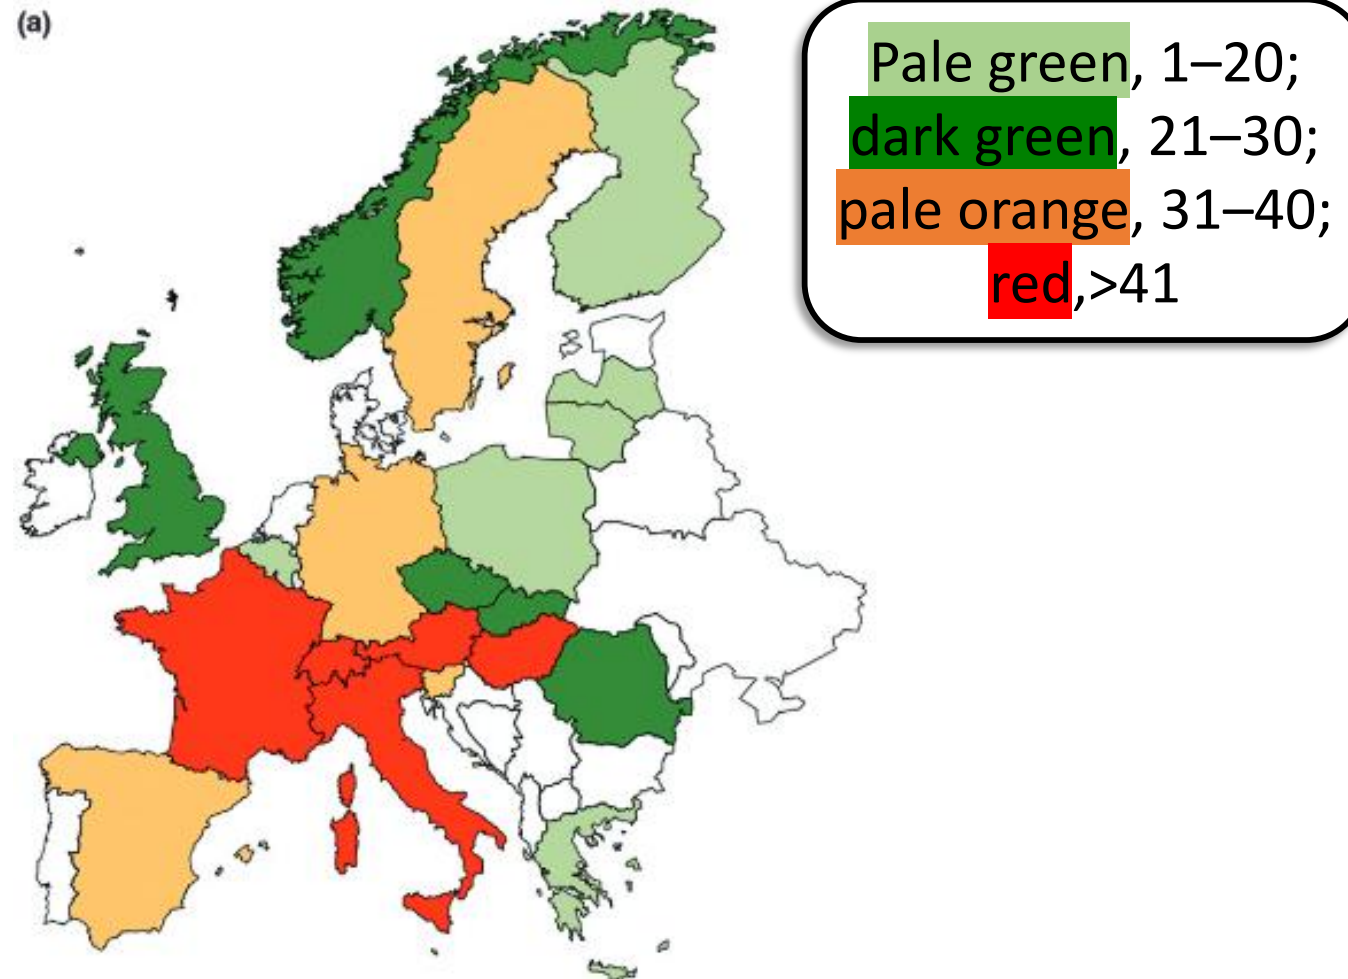 (a)
Pale green, 1–20;
dark green, 21–30;
pale orange, 31–40;
red,>41